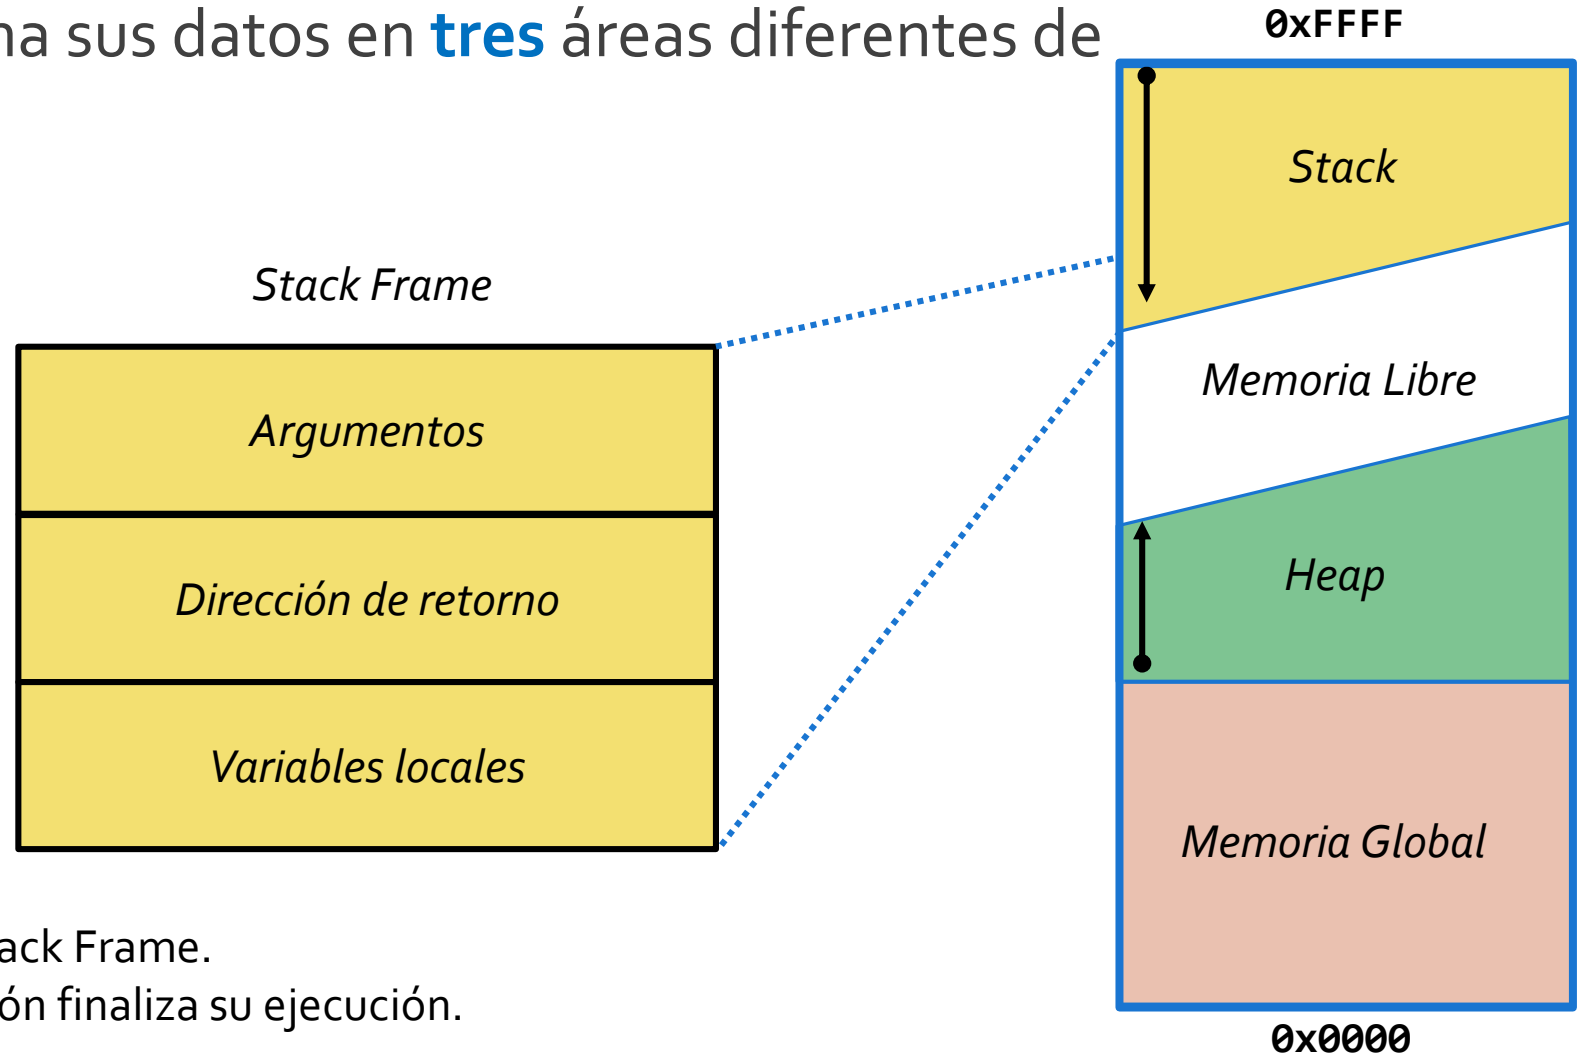 na sus datos en tres áreas diferentes de
0xFFFF
Stack
Stack Frame
Memoria Libre
Argumentos
Heap
Dirección de retorno
Variables locales
Memoria Global
ack Frame.
ón finaliza su ejecución.
0x0000